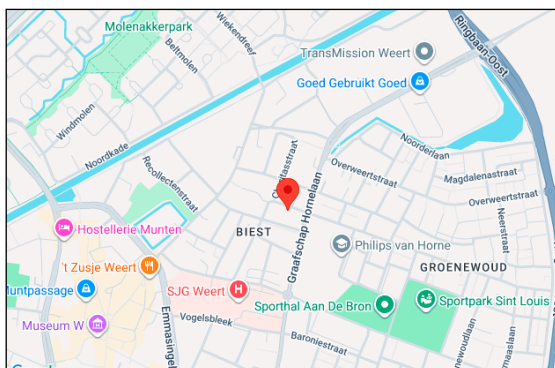 Molenakkerpark
Wiekendreef
Beltmolen
Ringbaan-Oost
TransMission Weert
Goed Gebruikt Goed
Windmolen
Noordkade
Recollectenstraat
Charitasstraat
Noorderlaan
Overweertstraat
Magdalenastraat
Overweertstraat
Neerstraat
Hostellerie Munten
BIEST
Graafschap Hornelaan
Philips van Horne
't Zusje Weert
GROENEWOUD
Muntpassage
SJG Weert
Sporthal Aan De Bron
Sportpark Sint Louis
Museum W
Emmasingel
Vogelsbleek
Baroniestraat